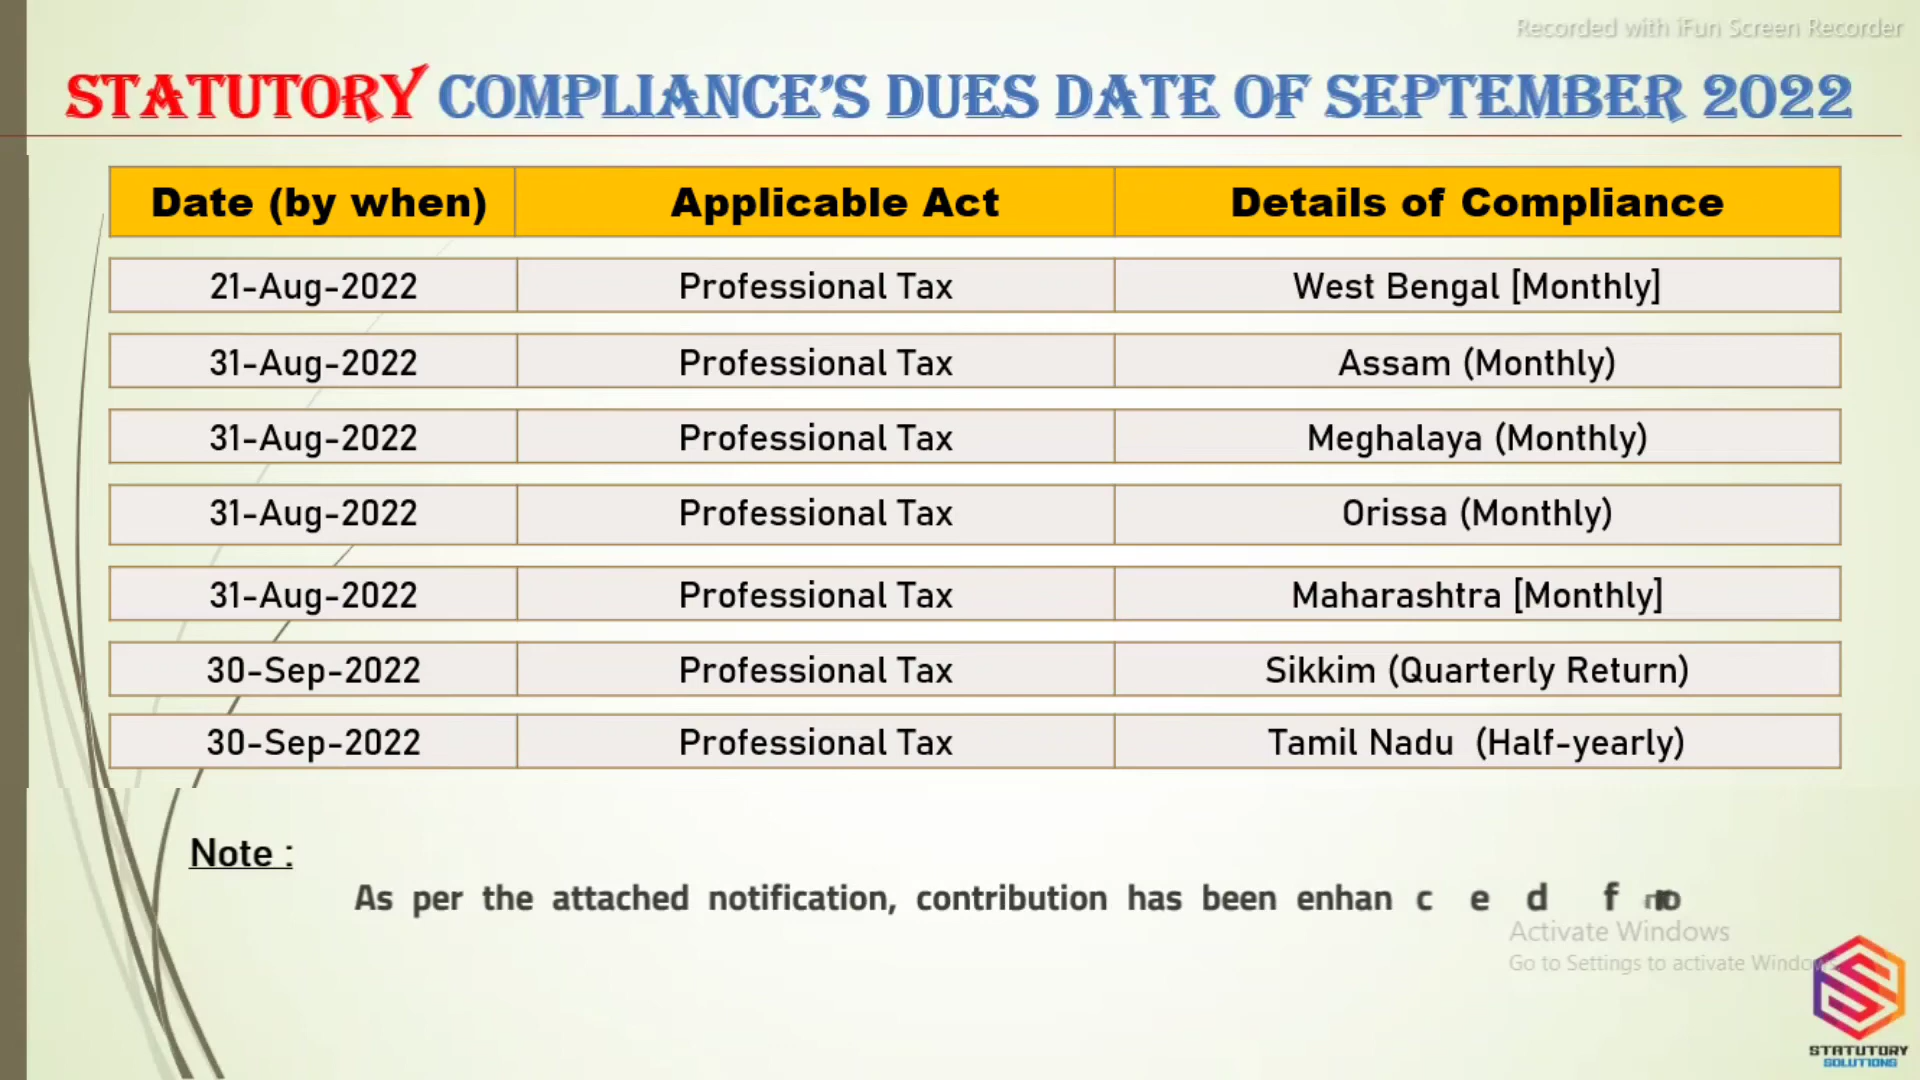 Recorded with iFun Screen Recorder
STATUTORY COMPLIANCE'S DUES DATE OF SEPTEMBER 2022
Date (by when) Applicable Act Details of Compliance
21-Aug-2022 Professional Tax West Bengal [Monthly]
31-Aug-2022 Professional Tax Assam (Monthly)
31-Aug-2022 Professional Tax Meghalaya (Monthly)
31-Aug-2022 Professional Tax Orissa (Monthly)
31-Aug-2022 Professional Tax Maharashtra [Monthly]
30-Sep-2022 Professional Tax Sikkim (Quarterly Return)
30-Sep-2022 Professional Tax Tamil Nadu (Half-yearly)
Note :
As per the attached notification, contribution has been enhanced
Activate Windows
Go to Settings to activate Windows.
STATUTORY
SOLUTIONS